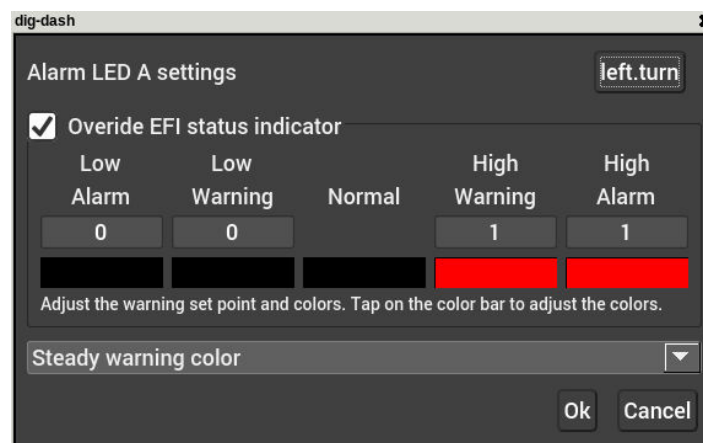 dig-dash
Alarm LED A settings
left.turn
Overide EFI status indicator
Low Low High High
Alarm Warning Normal Warning Alarm
0 0 1 1
Adjust the warning set point and colors. Tap on the color bar to adjust the colors.
Steady warning color
Ok Cancel